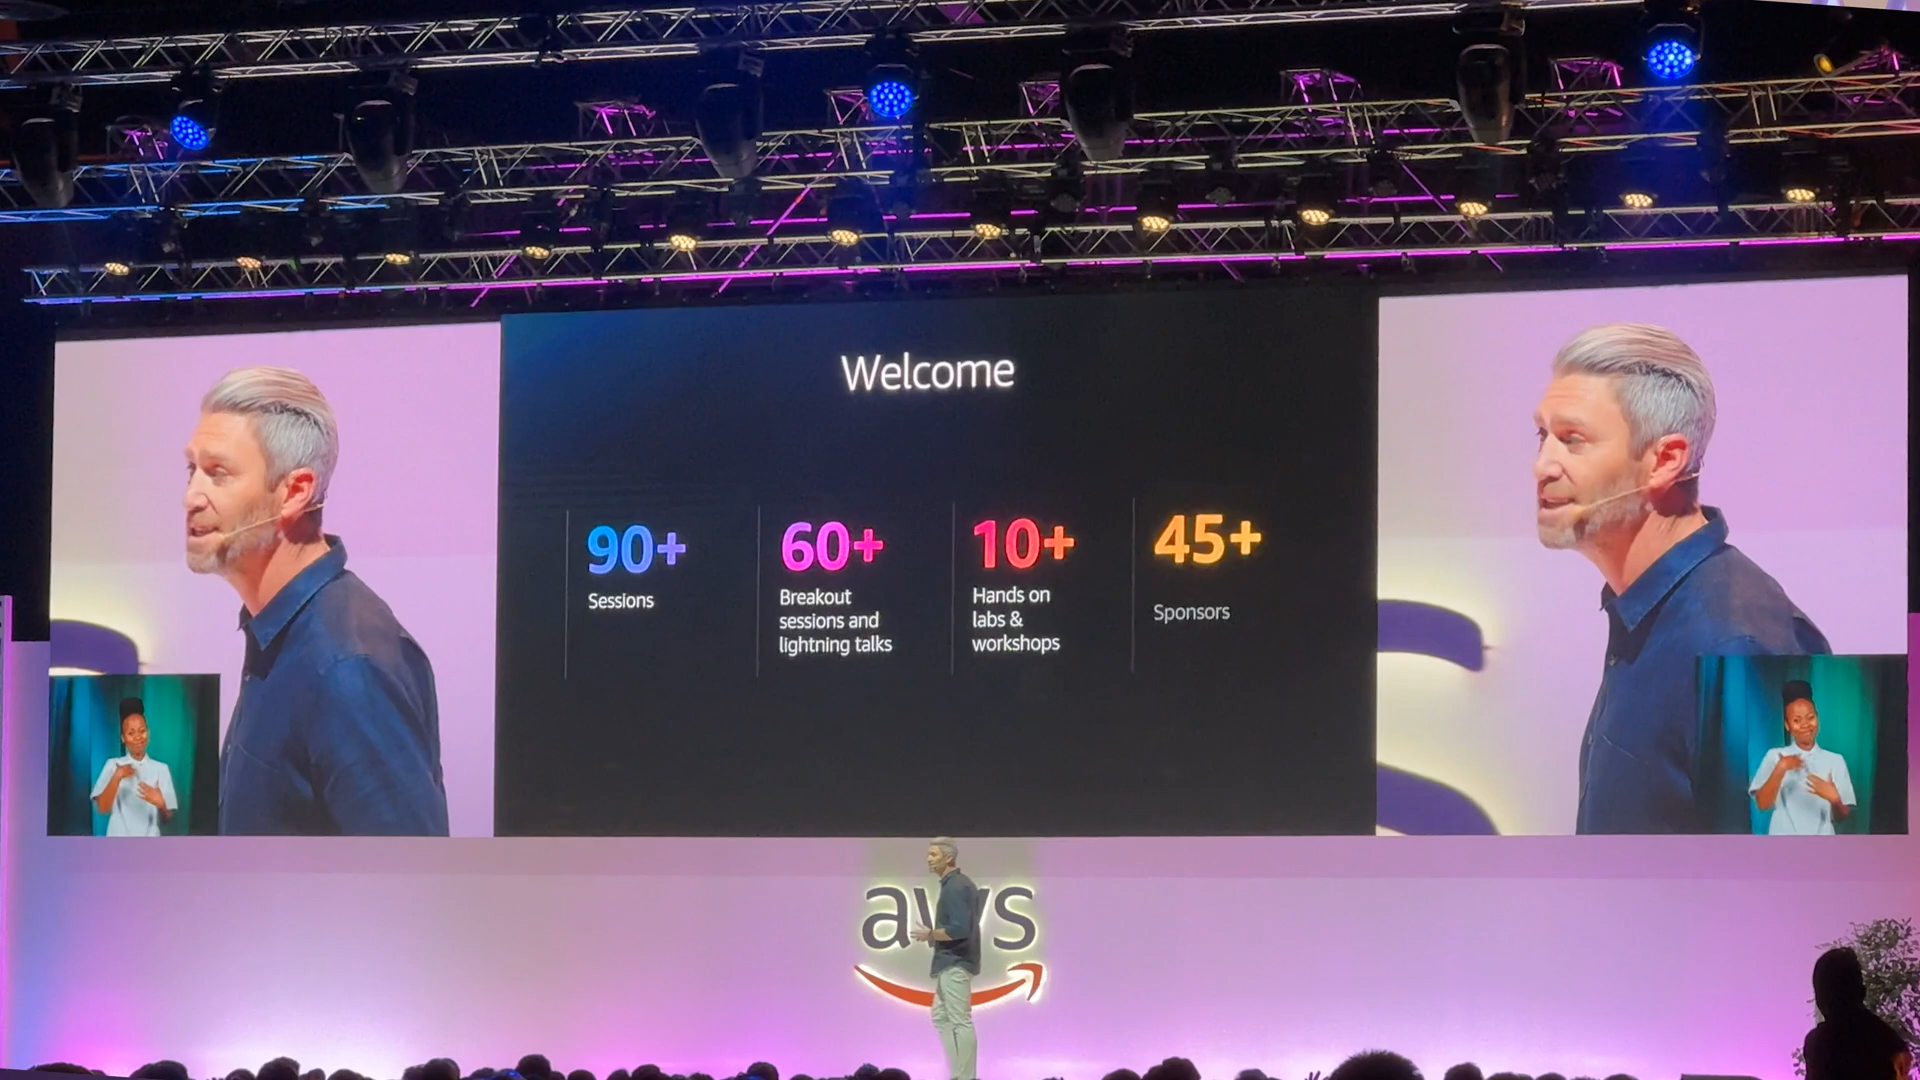 Welcome
90+
Sessions
60+
Breakout
sessions and
lightning talks
10+
Hands on
labs &
workshops
45+
Sponsors
aws